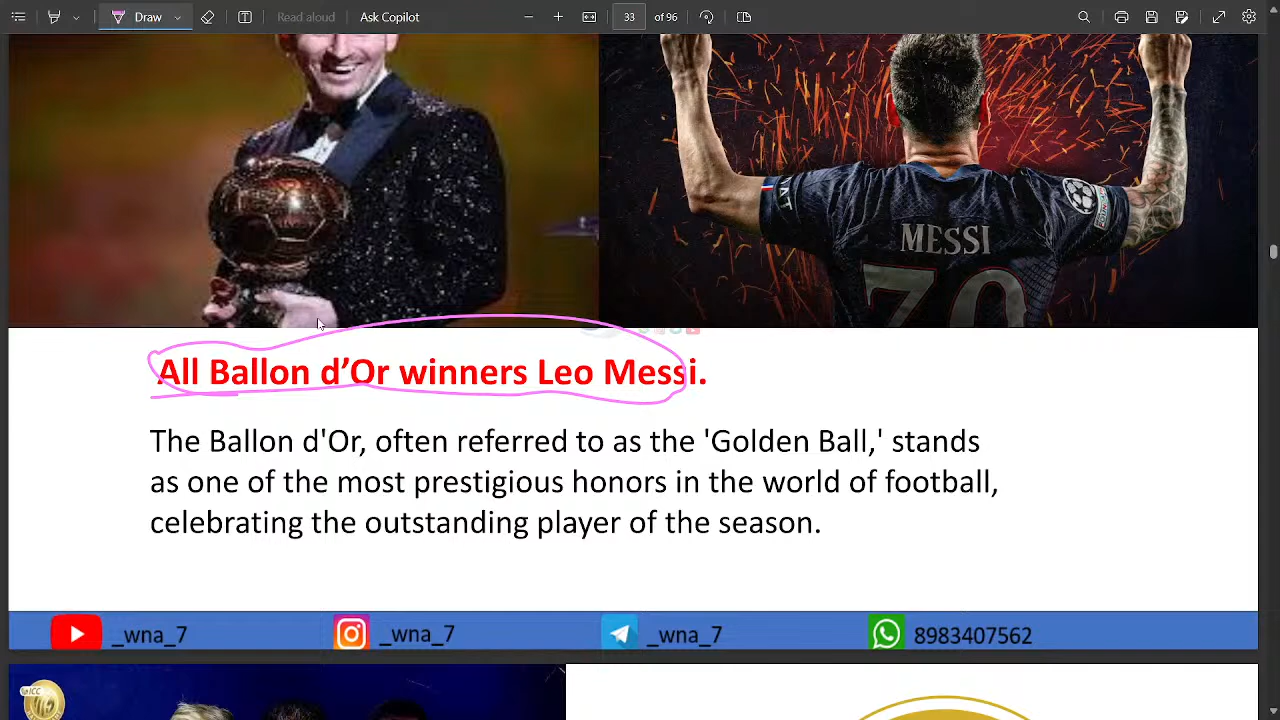 Draw
Read aloud
Ask Copilot
33 of 96
MESSI
30
All Ballon d’Or winners Leo Messi.
The Ballon d'Or, often referred to as the 'Golden Ball,' stands
as one of the most prestigious honors in the world of football,
celebrating the outstanding player of the season.
_wna_7
_wna_7
_wna_7
8983407562
ICC